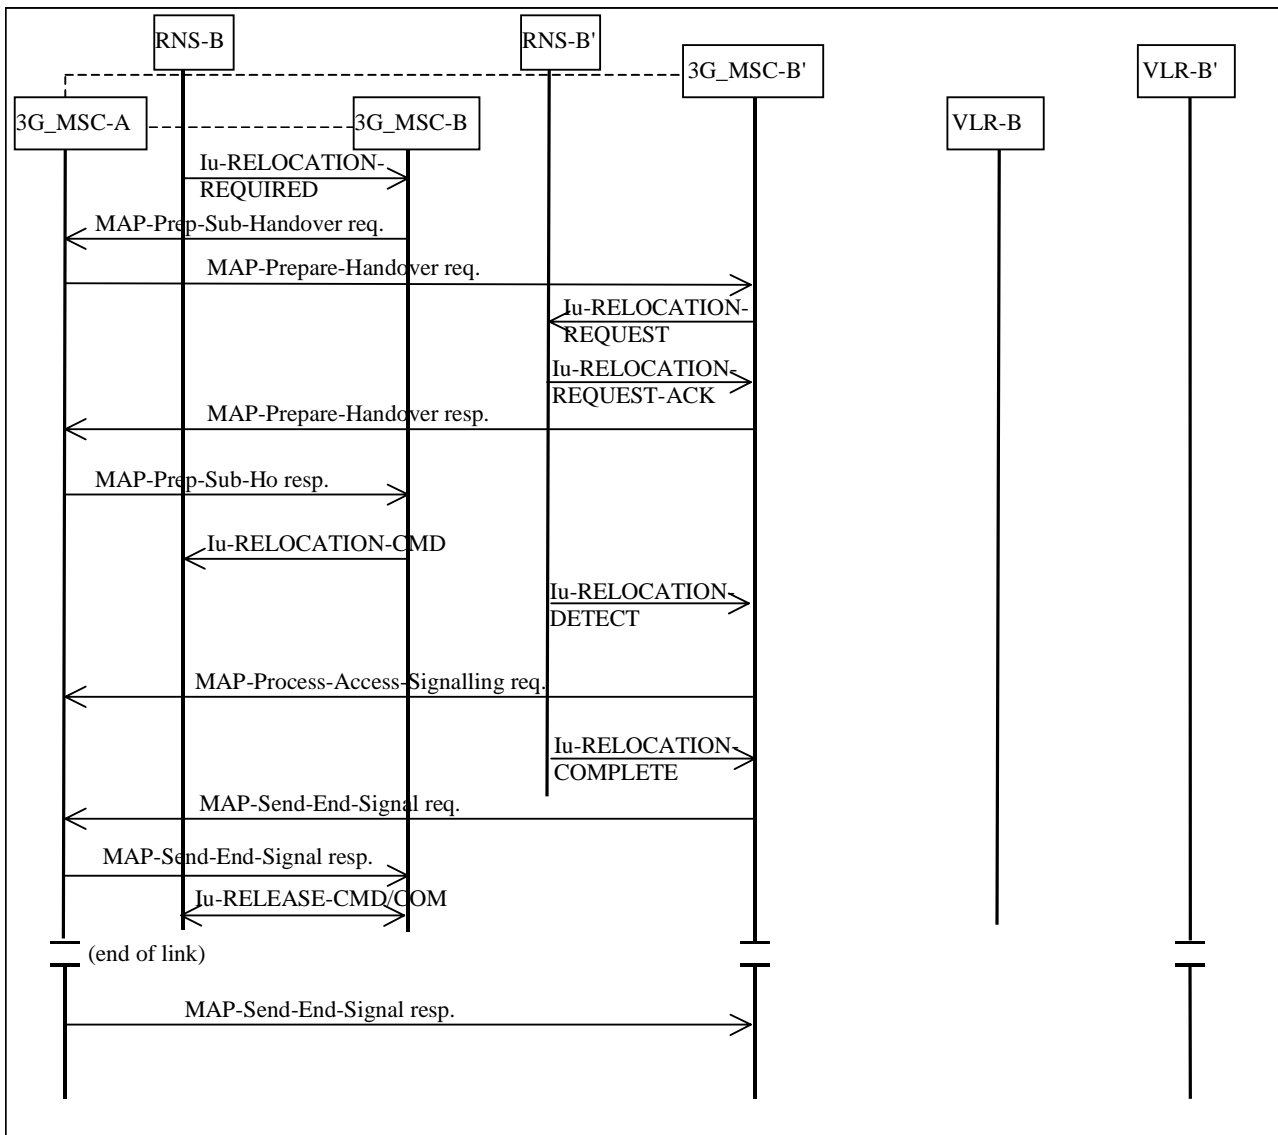 RNS-B
RNS-B'
3G_MSC-B'
VLR-B'
3G_MSC-A
3G_MSC-B
VLR-B
Iu-RELOCATION-
REQUIRED
MAP-Prep-Sub-Handover req.
MAP-Prepare-Handover req.
Iu-RELOCATION-
REQUEST
Iu-RELOCATION-
REQUEST-ACK
MAP-Prepare-Handover resp.
MAP-Prep-Sub-Ho resp.
Iu-RELOCATION-CMD
Iu-RELOCATION-
DETECT
MAP-Process-Access-Signalling req.
Iu-RELOCATION-
COMPLETE
MAP-Send-End-Signal req.
MAP-Send-End-Signal resp.
Iu-RELEASE-CMD/COM
(end of link)
MAP-Send-End-Signal resp.